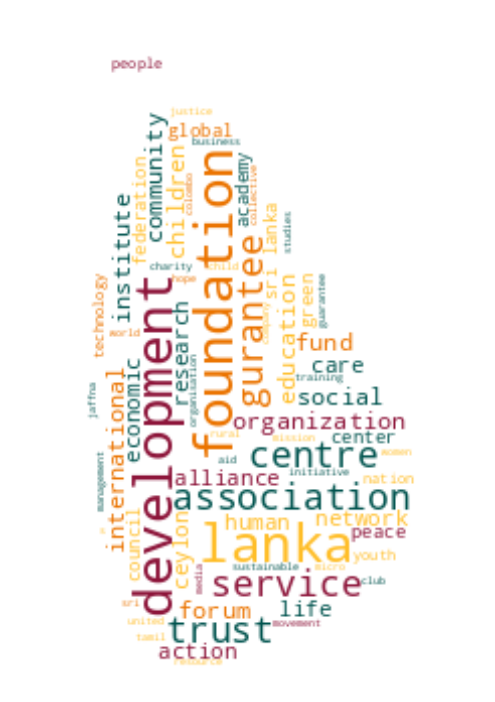 people
justice
global
business
community
children
federation
colombo
foundation
academy
collective
institute
lanka
studies
charity
child
hope
gurantee
sri
technology
world
development
research
organisation
company
education
green
guarantee
fund
care
training
social
economic
international
jaffna
organization
rural
mission
center
centre
women
aid
initiative
alliance
nation
management
association
council
ceylon
human
network
lanka
peace
youth
sustainable
micro
media
service
club
sri
forum
life
united
trust
movement
tamil
action
resource